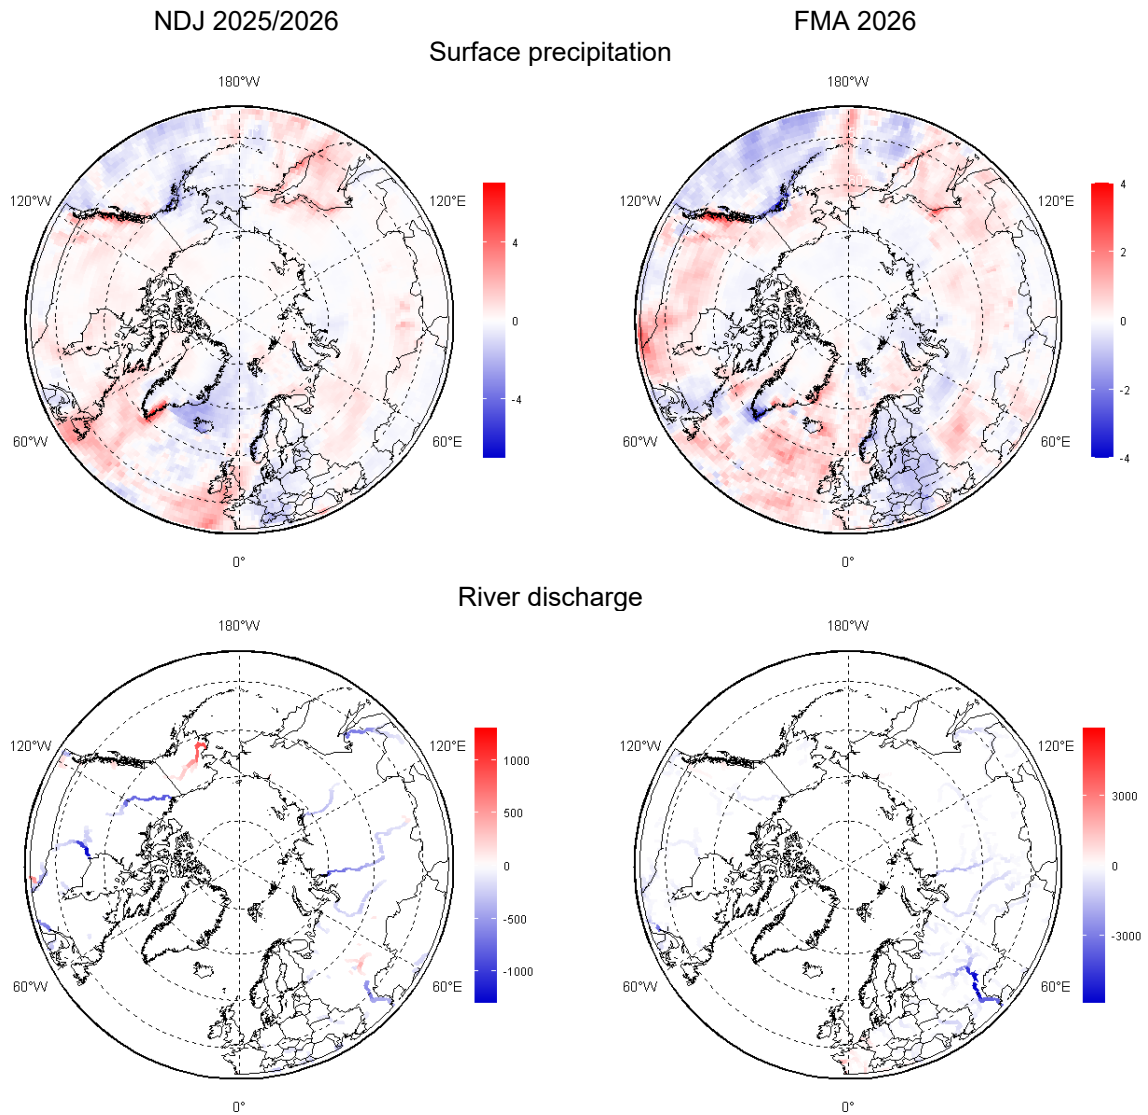 NDJ 2025/2026 FMA 2026
Surface precipitation
180°W 180°W
120°W 120°E 120°W 120°E
4
0
-4
4
2
0
-2
-4
60°W 60°E 60°W 60°E
0° 0°
River discharge
180°W 180°W
120°W 120°E 120°W 120°E
1000
500
0
-500
-1000
3000
0
-3000
60°W 60°E 60°W 60°E
0° 0°